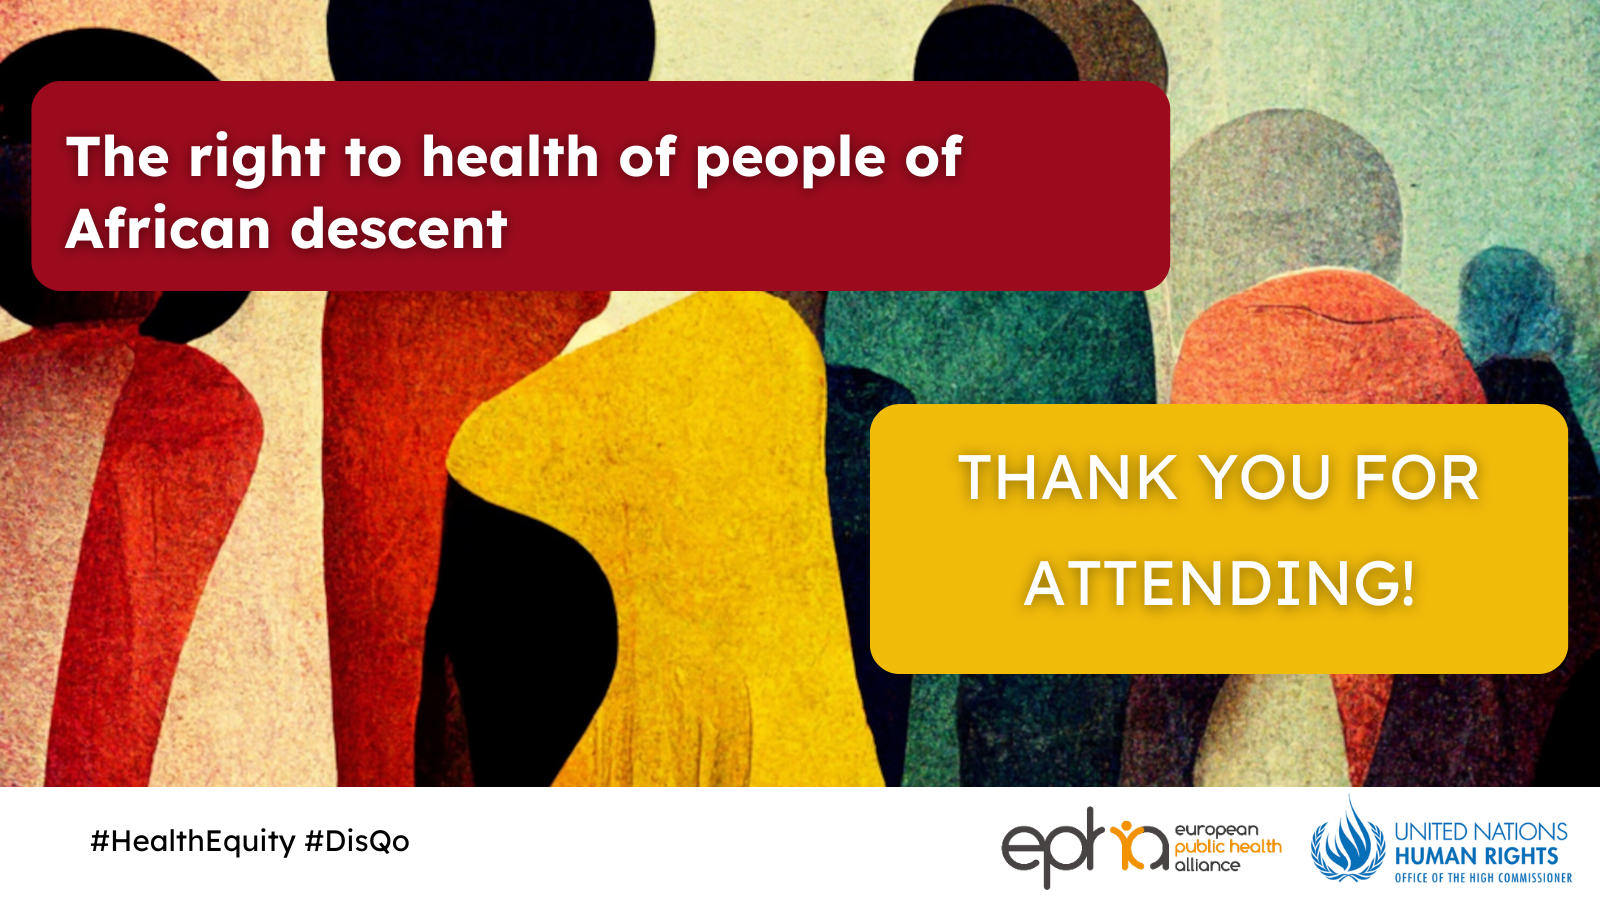 The right to health of people of
African descent
THANK YOU FOR
ATTENDING!
#HealthEquity #DisQo
epha
european
public health
alliance
UNITED NATIONS
HUMAN RIGHTS
OFFICE OF THE HIGH COMMISSIONER